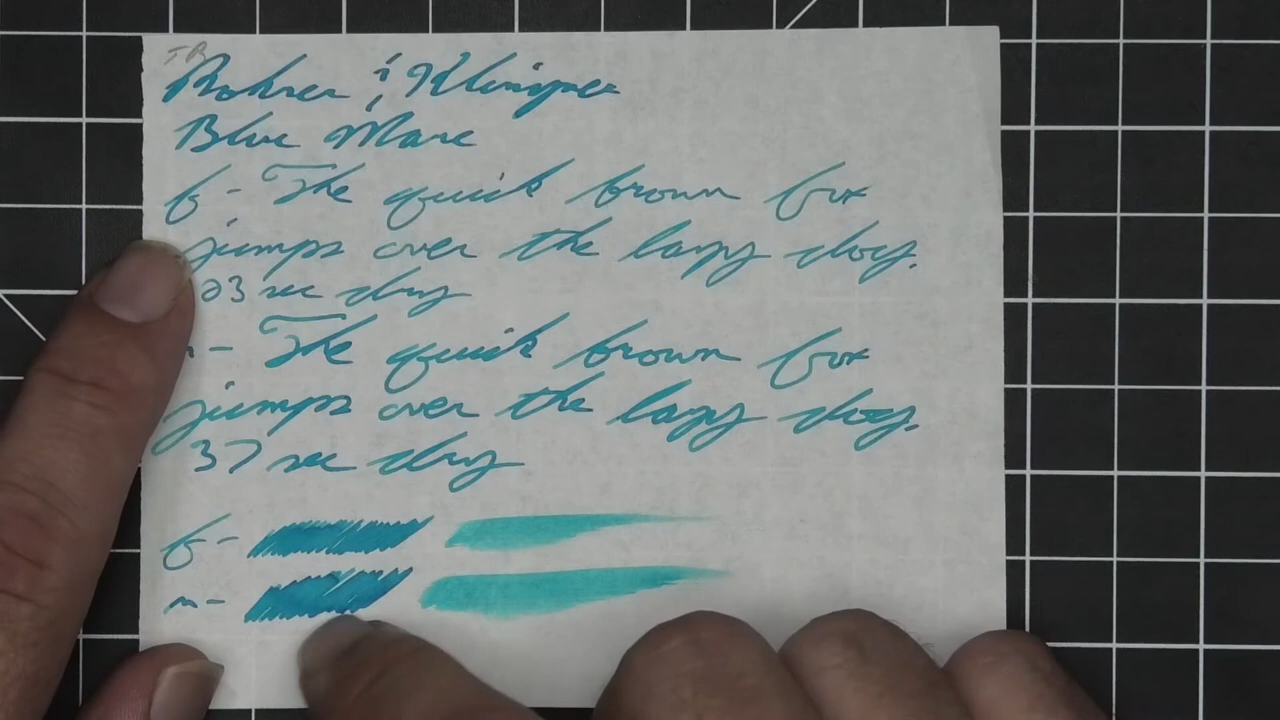 TR
Rohrer & Klingner
Blue Mare
f - The quick brown fox
jumps over the lazy dog.
23 sec dry
m - The quick brown fox
jumps over the lazy dog.
37 sec dry
f -
m -